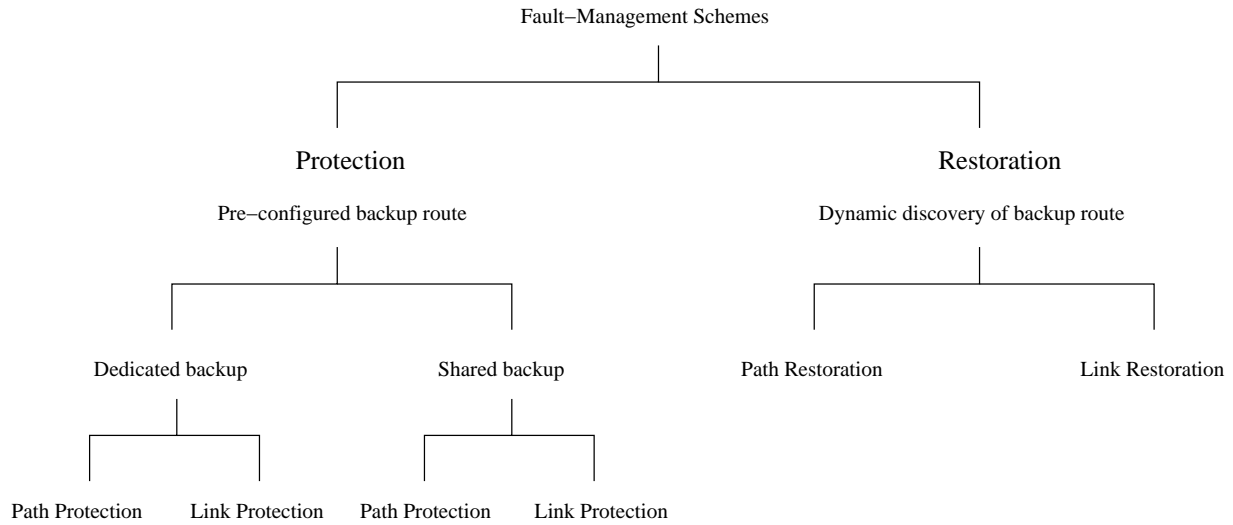 Fault−Management Schemes
Protection
Restoration
Pre−configured backup route
Dynamic discovery of backup route
Dedicated backup
Shared backup
Path Restoration
Link Restoration
Path Protection
Link Protection
Path Protection
Link Protection